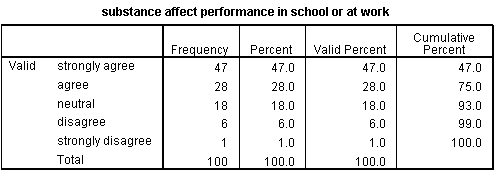 substance affect performance in school or at work
Frequency Percent Valid Percent Cumulative Percent
Valid strongly agree 47 47.0 47.0 47.0
agree 28 28.0 28.0 75.0
neutral 18 18.0 18.0 93.0
disagree 6 6.0 6.0 99.0
strongly disagree 1 1.0 1.0 100.0
Total 100 100.0 100.0